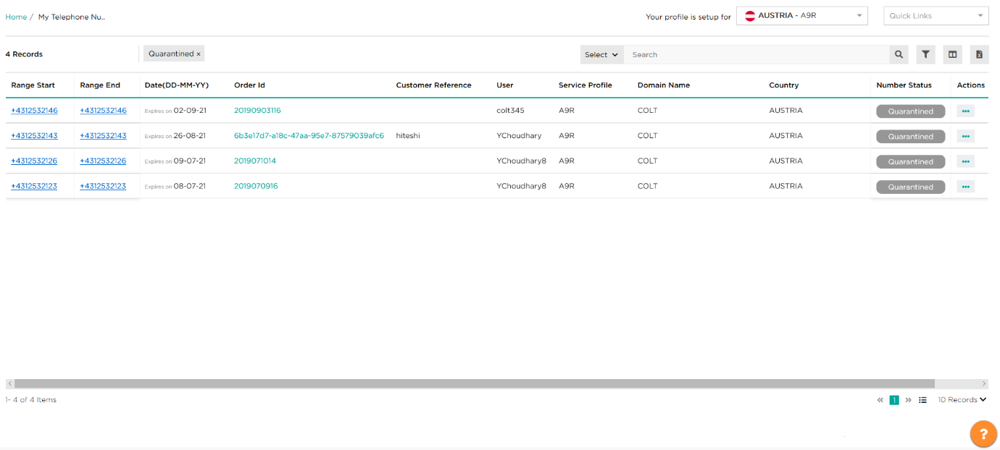 Home / My Telephone Nu..
Your profile is setup for AUSTRIA - A9R Quick Links
4 Records Quarantined × Select Search
Range Start Range End Date(DD-MM-YY) Order Id Customer Reference User Service Profile Domain Name Country Number Status Actions
+4312532146 +4312532146 Expires on 02-09-21 20190903116 colt345 A9R COLT AUSTRIA Quarantined •••
+4312532143 +4312532143 Expires on 26-08-21 6b3e17d7-a18c-47aa-95e7-87579039afc6 hiteshi YChoudhary A9R COLT AUSTRIA Quarantined •••
+4312532126 +4312532126 Expires on 09-07-21 2019071014 YChoudhary8 A9R COLT AUSTRIA Quarantined •••
+4312532123 +4312532123 Expires on 08-07-21 2019070916 YChoudhary8 A9R COLT AUSTRIA Quarantined •••
1- 4 of 4 Items « 1 » 10 Records
?